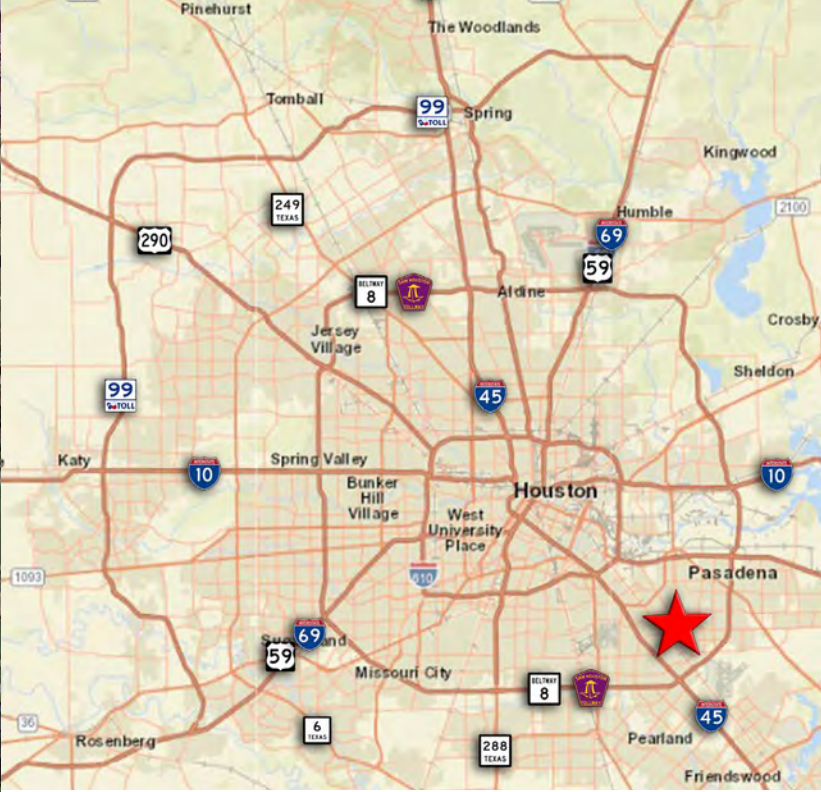 Pinehurst
The Woodlands
Tomball
99
TOLL
Spring
Kingwood
249
TEXAS
2100
Humble
290
69
59
BELTWAY
8
Aldine
Jersey
Village
Crosby
Sheldon
99
TOLL
45
Katy
10
Spring Valley
10
Bunker
Hill
Village
Houston
West
University
Place
1093
610
Pasadena
69
59
Missouri City
BELTWAY
8
45
36
Rosenberg
6
TEXAS
288
TEXAS
Pearland
Friendswood